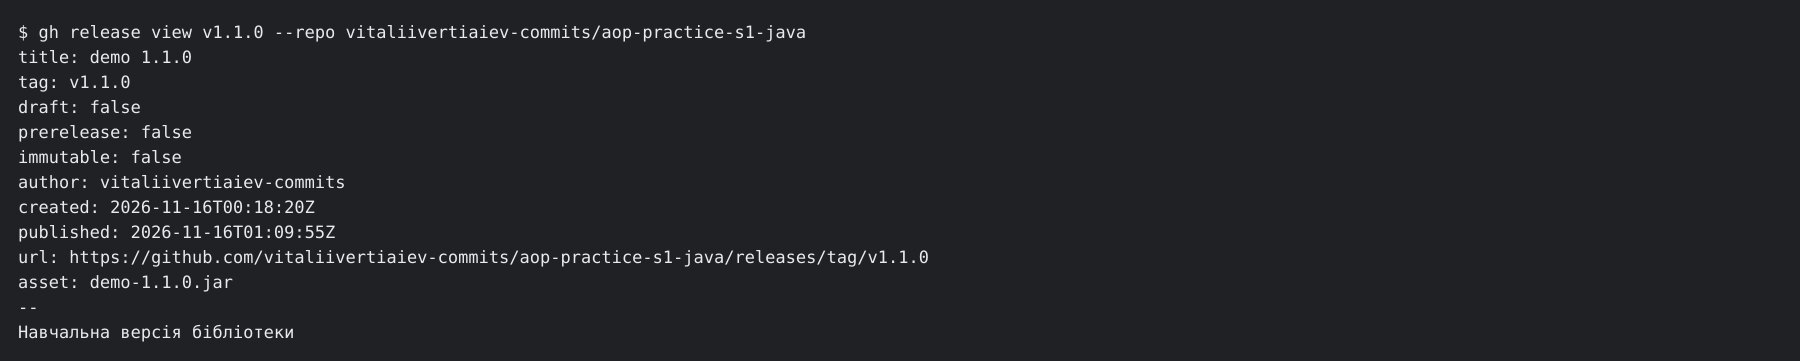 $ gh release view v1.1.0 --repo vitaliivertiaiev-commits/aop-practice-s1-java
title: demo 1.1.0
tag: v1.1.0
draft: false
prerelease: false
immutable: false
author: vitaliivertiaiev-commits
created: 2026-11-16T00:18:20Z
published: 2026-11-16T01:09:55Z
url: https://github.com/vitaliivertiaiev-commits/aop-practice-s1-java/releases/tag/v1.1.0
asset: demo-1.1.0.jar
--
Навчальна версія бібліотеки